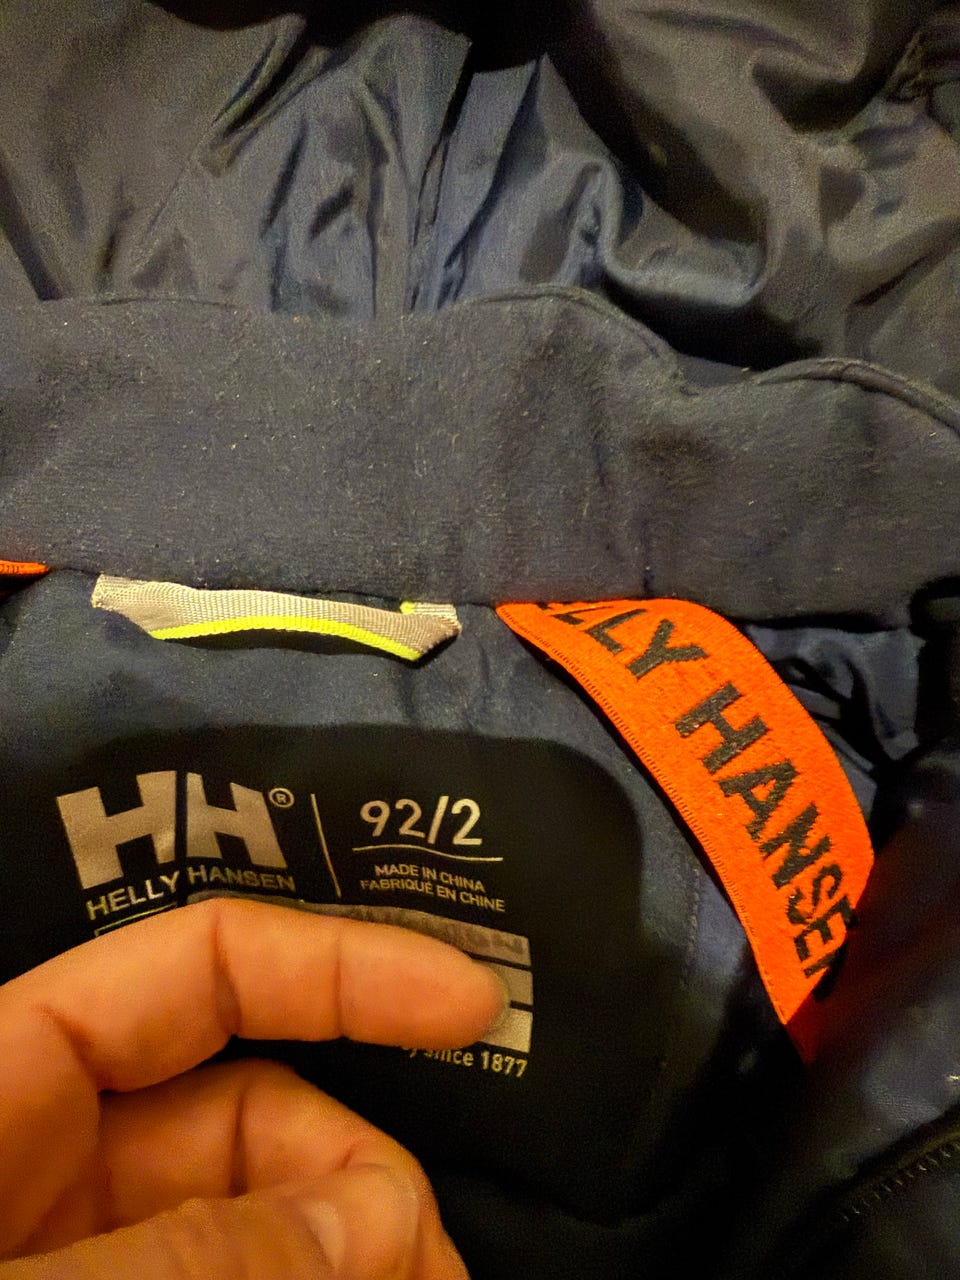 HH®
HELLY HANSEN
92/2
MADE IN CHINA
FABRIQUÉ EN CHINE
since 1877
HELLY HANSEN